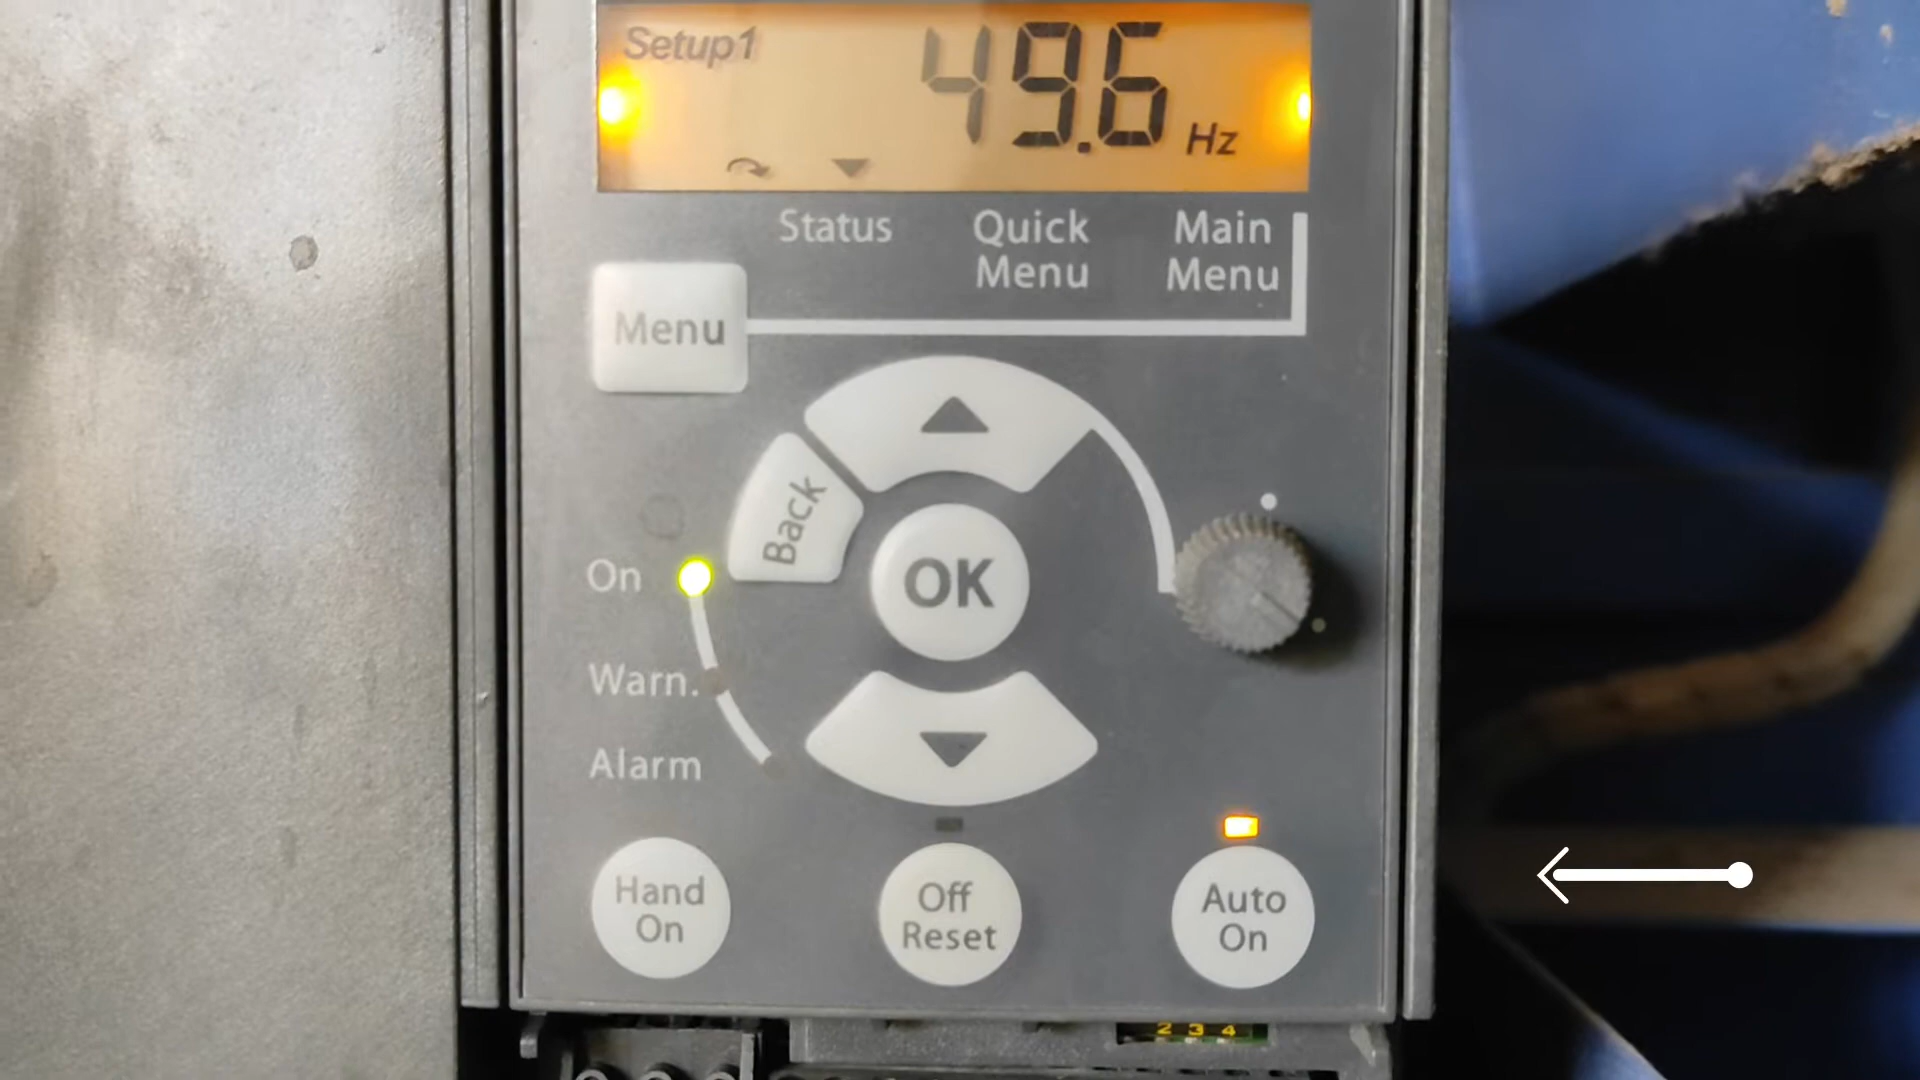 Setup1
49.6 Hz
Status
Quick
Menu
Main
Menu
Menu
Back
OK
On
Warn.
Alarm
Hand
On
Off
Reset
Auto
On
2 3 4